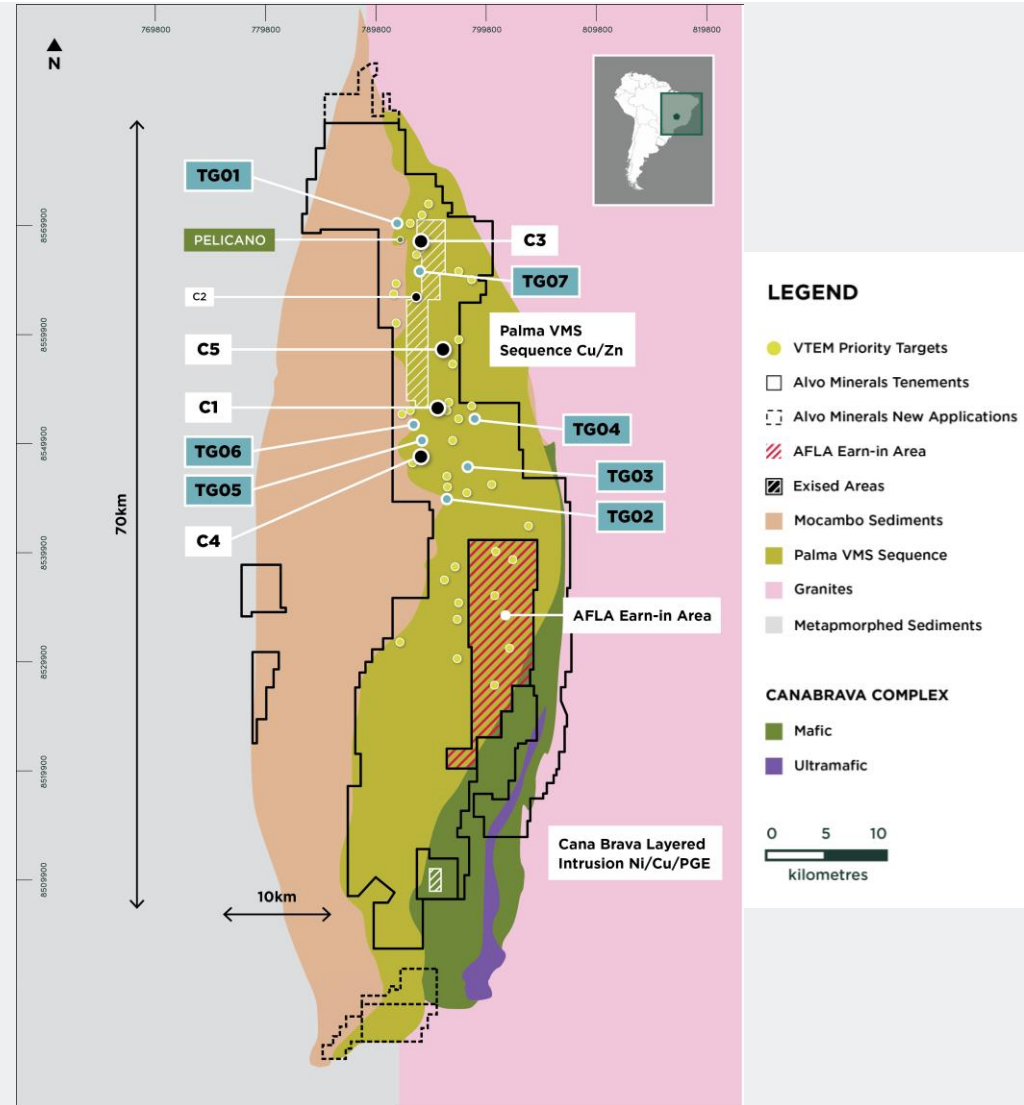 769800
779800
789800
799800
809800
819800
N
TG01
8569900
PELICANO
C3
TG07
C2
Palma VMS
Sequence Cu/Zn
8559900
C5
C1
TG04
TG06
8549900
TG03
TG05
TG02
C4
70km
8539900
AFLA Earn-in Area
8529900
8519900
Cana Brava Layered
Intrusion Ni/Cu/PGE
8509900
10km
LEGEND
VTEM Priority Targets
Alvo Minerals Tenements
Alvo Minerals New Applications
AFLA Earn-in Area
Exised Areas
Mocambo Sediments
Palma VMS Sequence
Granites
Metapmorphed Sediments
CANABRAVA COMPLEX
Mafic
Ultramafic
0 5 10
kilometres